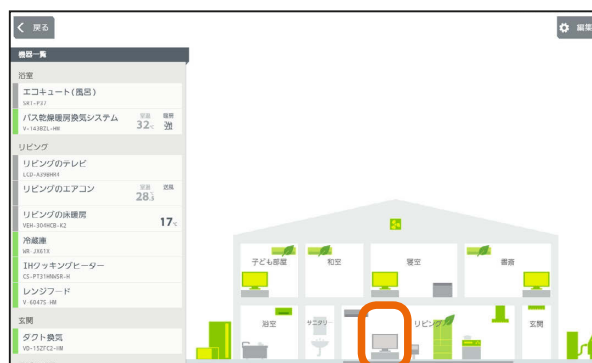 戻る
編集
機器一覧
浴室
エコキュート(風呂)
SRT-P37
バス乾燥暖房換気システム
V-143BZL-HM
室温
暖房
32℃
強
リビング
リビングのテレビ
LCD-A39BHR4
リビングのエアコン
室温
送風
28.3
リビングの床暖房
VEH-304HCB-K2
17℃
冷蔵庫
MR-JX61X
IHクッキングヒーター
CS-PT31HNWSR-H
レンジフード
V-604TS-HM
玄関
ダクト換気
VD-15ZFC2-HM
子ども部屋
和室
寝室
書斎
浴室
サニタリー
リビング
玄関